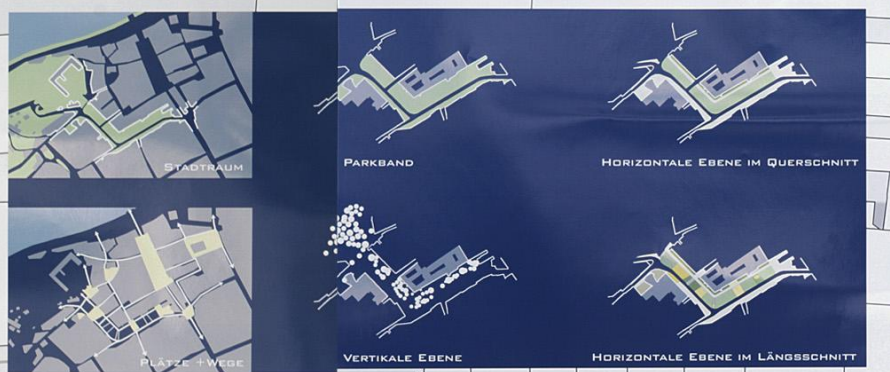 STADTRAUM
PARKBAND
HORIZONTALE EBENE IM QUERSCHNITT
PLÄTZE +WEGE
VERTIKALE EBENE
HORIZONTALE EBENE IM LÄNGSSCHNITT